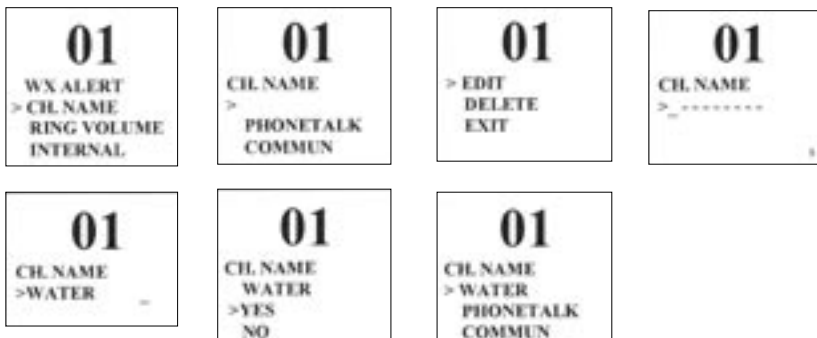 01
WX ALERT
> CH. NAME
RING VOLUME
INTERNAL
01
CH. NAME
>
PHONETALK
COMMUN
01
> EDIT
DELETE
EXIT
01
CH. NAME
>_ - - - - - - - -
01
CH. NAME
>WATER _
01
CH. NAME
WATER
>YES
NO
01
CH. NAME
> WATER
PHONETALK
COMMUN